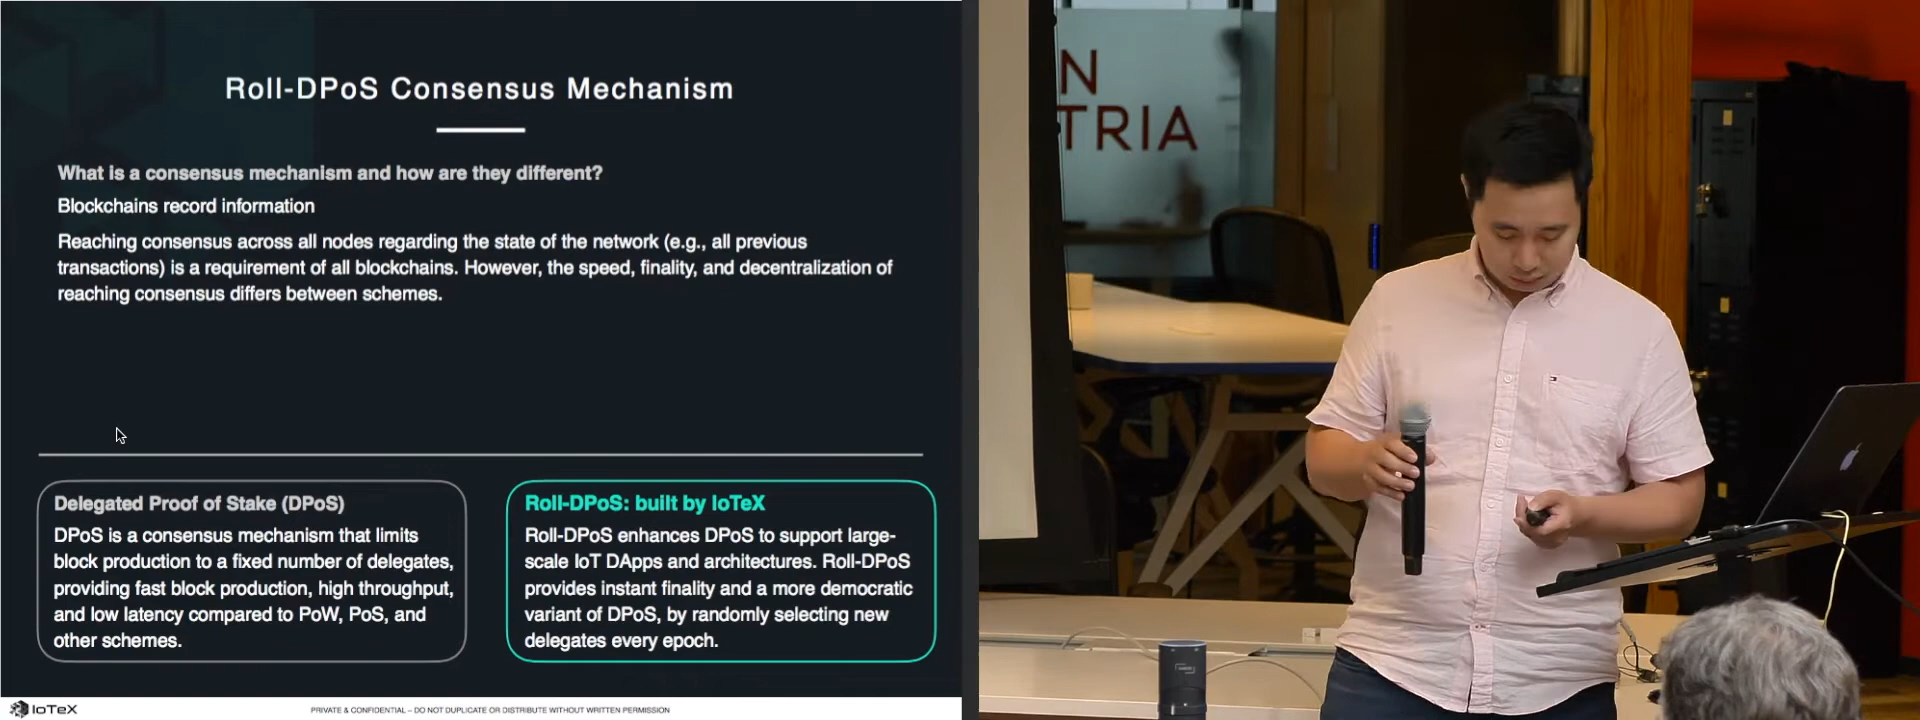 Roll-DPoS Consensus Mechanism
What is a consensus mechanism and how are they different?
Blockchains record information
Reaching consensus across all nodes regarding the state of the network (e.g., all previous
transactions) is a requirement of all blockchains. However, the speed, finality, and decentralization of
reaching consensus differs between schemes.
Delegated Proof of Stake (DPoS)
DPoS is a consensus mechanism that limits
block production to a fixed number of delegates,
providing fast block production, high throughput,
and low latency compared to PoW, PoS, and
other schemes.
Roll-DPoS: built by IoTeX
Roll-DPoS enhances DPoS to support large-
scale IoT DApps and architectures. Roll-DPoS
provides instant finality and a more democratic
variant of DPoS, by randomly selecting new
delegates every epoch.
IoTeX
PRIVATE & CONFIDENTIAL – DO NOT DUPLICATE OR DISTRIBUTE WITHOUT WRITTEN PERMISSION
N
TRIA